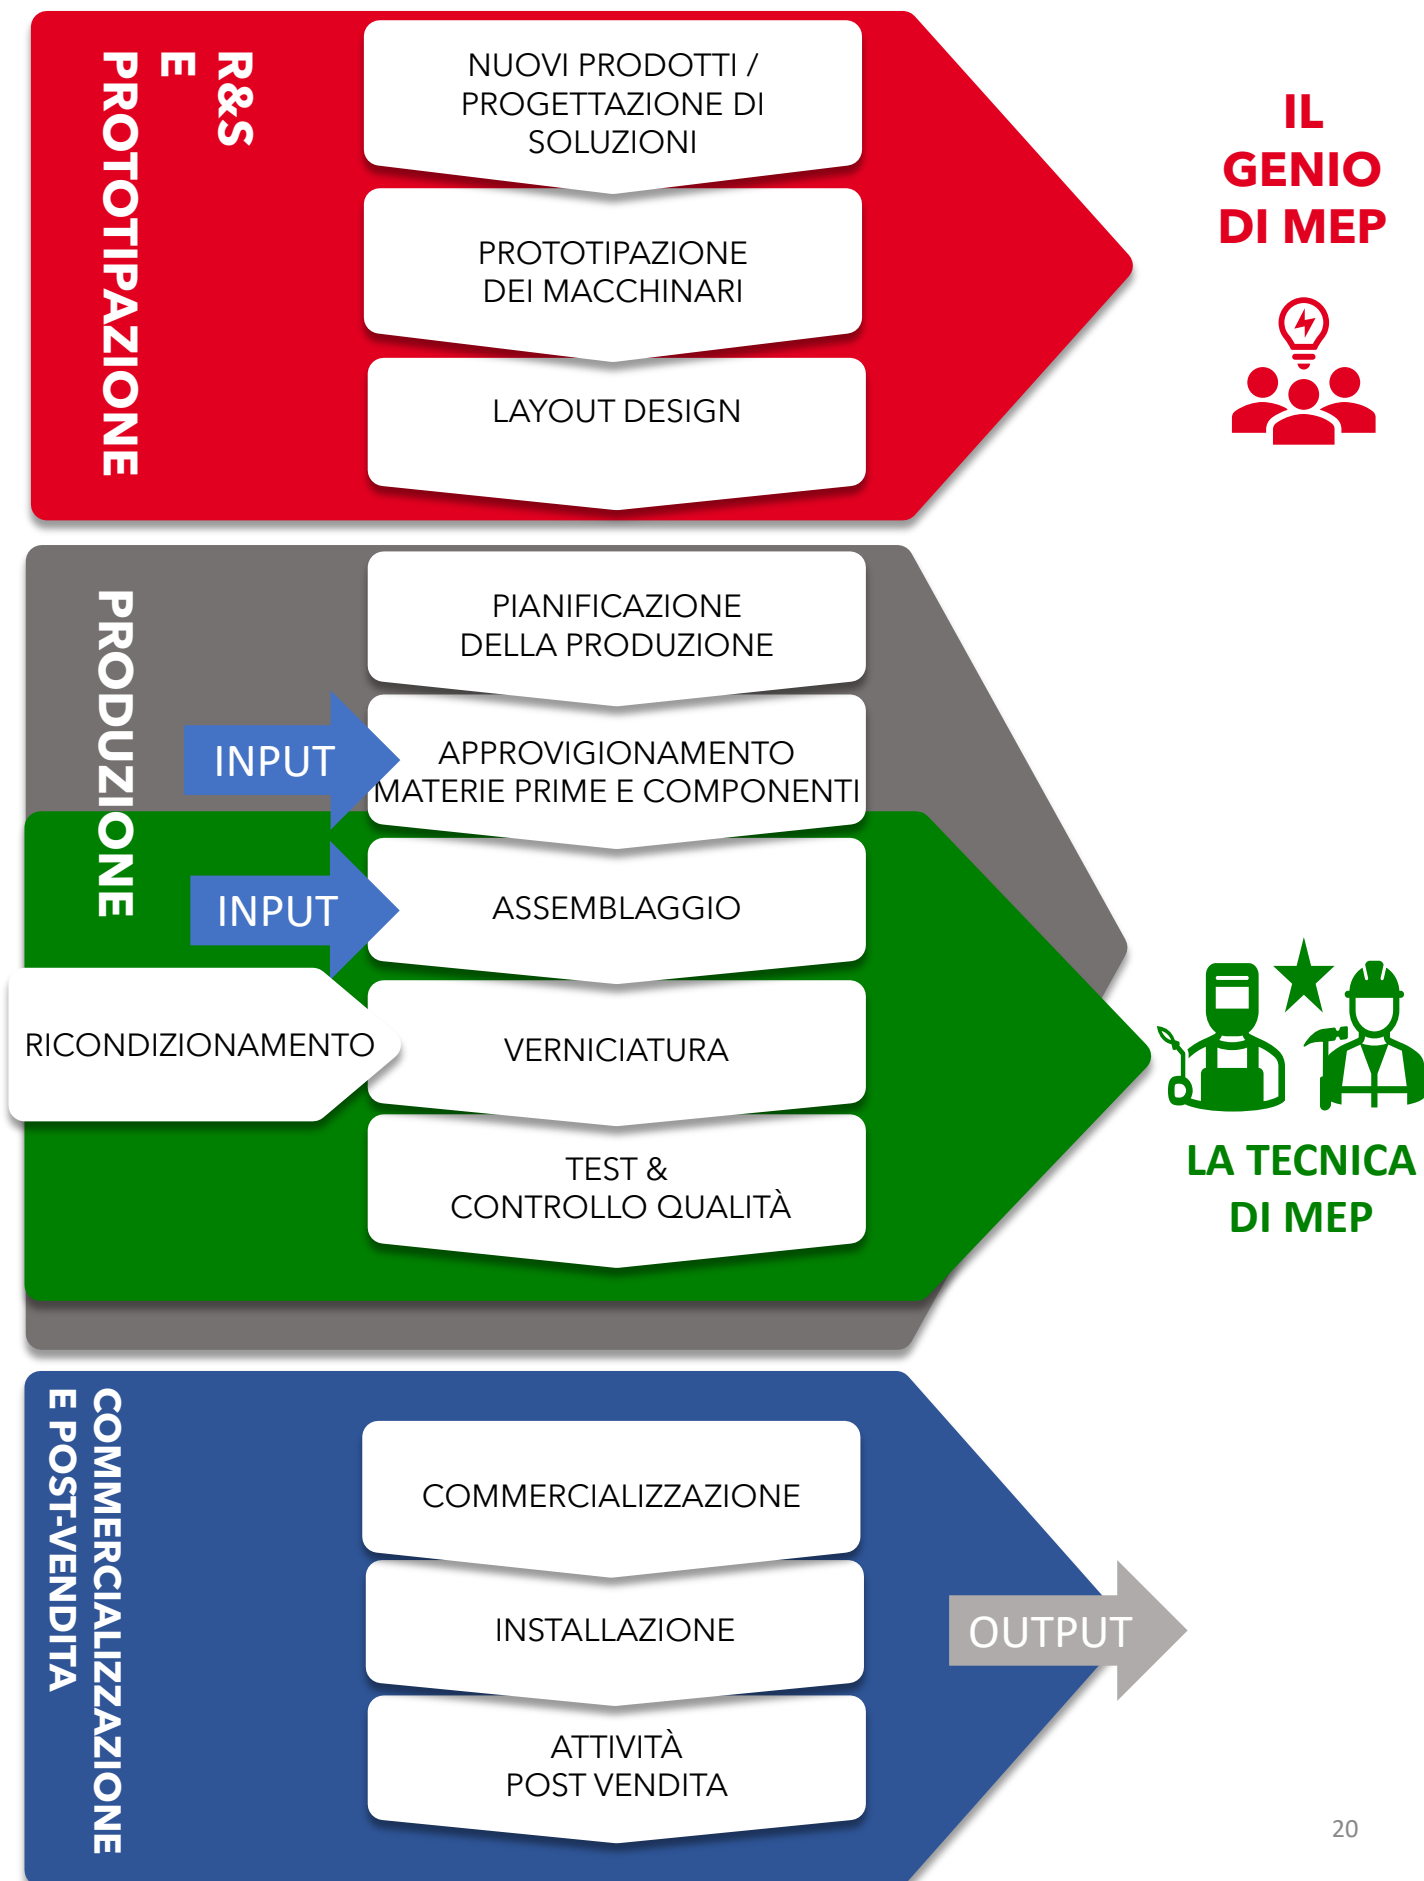 R&S
E
PROTOTIPAZIONE
NUOVI PRODOTTI /
PROGETTAZIONE DI
SOLUZIONI
PROTOTIPAZIONE
DEI MACCHINARI
LAYOUT DESIGN
IL
GENIO
DI MEP
PRODUZIONE
PIANIFICAZIONE
DELLA PRODUZIONE
INPUT
APPROVIGIONAMENTO
MATERIE PRIME E COMPONENTI
INPUT
ASSEMBLAGGIO
RICONDIZIONAMENTO
VERNICIATURA
TEST &
CONTROLLO QUALITÀ
LA TECNICA
DI MEP
COMMERCIALIZZAZIONE
E POST-VENDITA
COMMERCIALIZZAZIONE
INSTALLAZIONE
OUTPUT
ATTIVITÀ
POST VENDITA
20